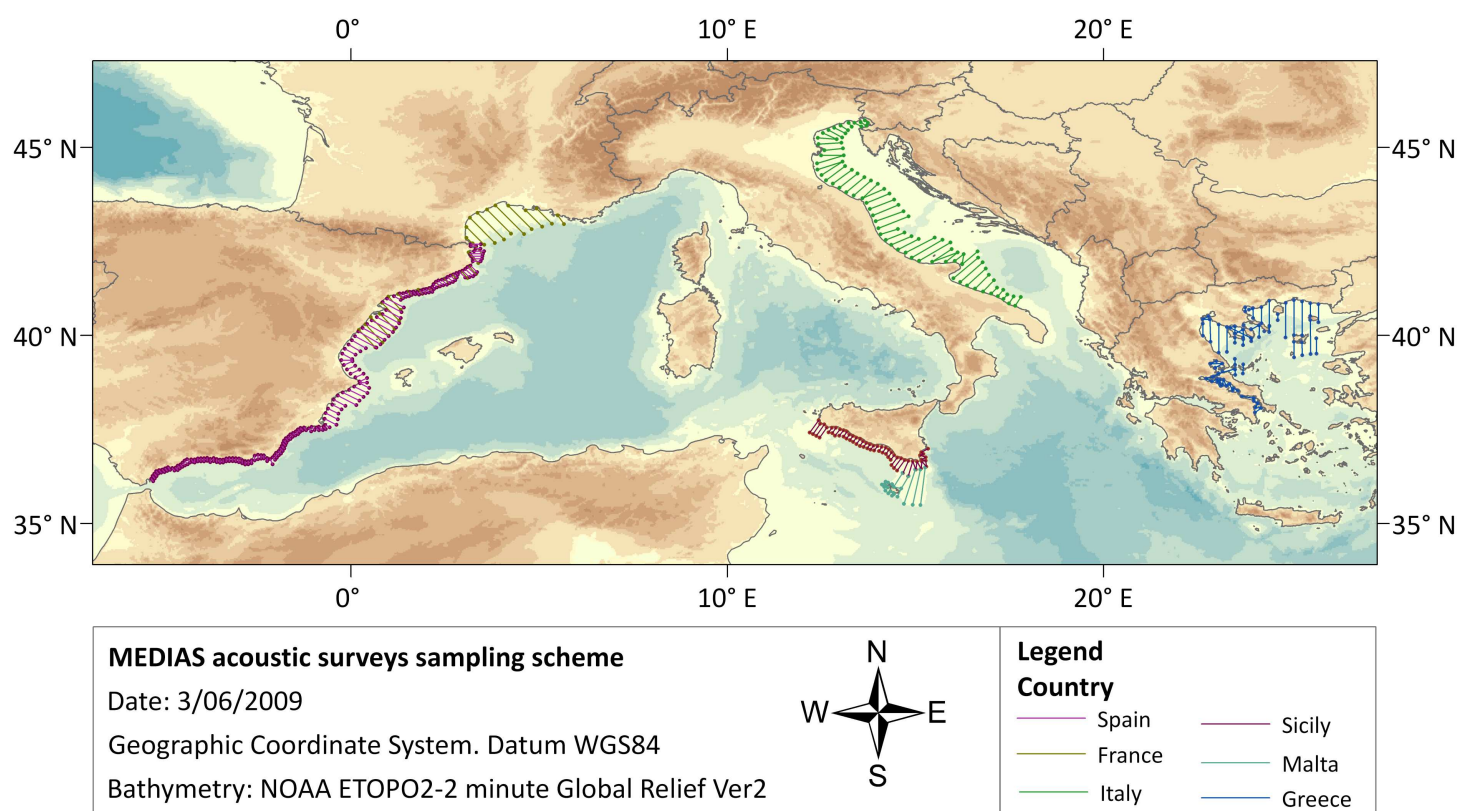 0°
10° E
20° E
45° N
45° N
40° N
40° N
35° N
35° N
0°
10° E
20° E
MEDIAS acoustic surveys sampling scheme
Date: 3/06/2009
Geographic Coordinate System. Datum WGS84
Bathymetry: NOAA ETOPO2-2 minute Global Relief Ver2
N
W
E
S
Legend
Country
Spain
France
Italy
Sicily
Malta
Greece